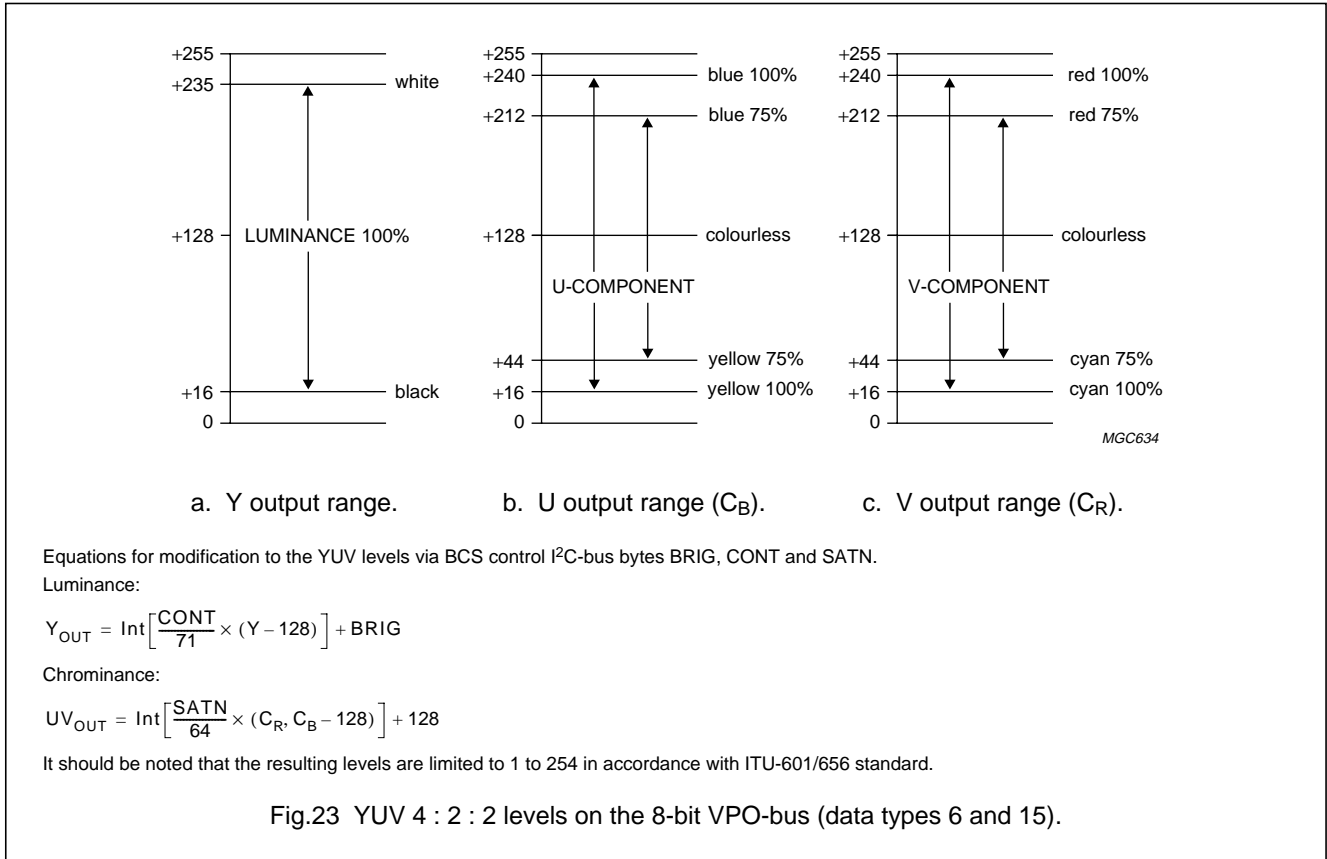 +255
+235
white
+128
LUMINANCE 100%
+16
black
0
+255
+240
blue 100%
+212
blue 75%
+128
colourless
U-COMPONENT
+44
yellow 75%
+16
yellow 100%
0
+255
+240
red 100%
+212
red 75%
+128
colourless
V-COMPONENT
+44
cyan 75%
+16
cyan 100%
0
MGC634
a. Y output range.
b. U output range (C_B).
c. V output range (C_R).
Equations for modification to the YUV levels via BCS control I²C-bus bytes BRIG, CONT and SATN.
Luminance:
Y_OUT = Int[CONT/71 × (Y − 128)] + BRIG
Chrominance:
UV_OUT = Int[SATN/64 × (C_R, C_B − 128)] + 128
It should be noted that the resulting levels are limited to 1 to 254 in accordance with ITU-601/656 standard.
Fig.23 YUV 4 : 2 : 2 levels on the 8-bit VPO-bus (data types 6 and 15).